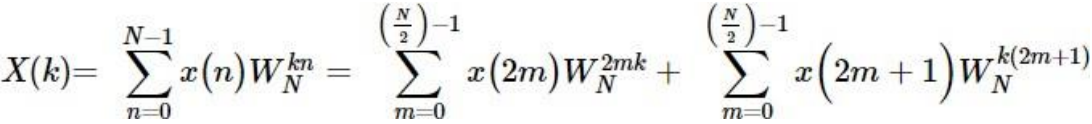 $X(k)=\sum_{n=0}^{N-1} x(n)W_N^{kn} = \sum_{m=0}^{\left(\frac{N}{2}\right)-1} x(2m)W_N^{2mk} + \sum_{m=0}^{\left(\frac{N}{2}\right)-1} x\left(2m+1\right)W_N^{k(2m+1)}$